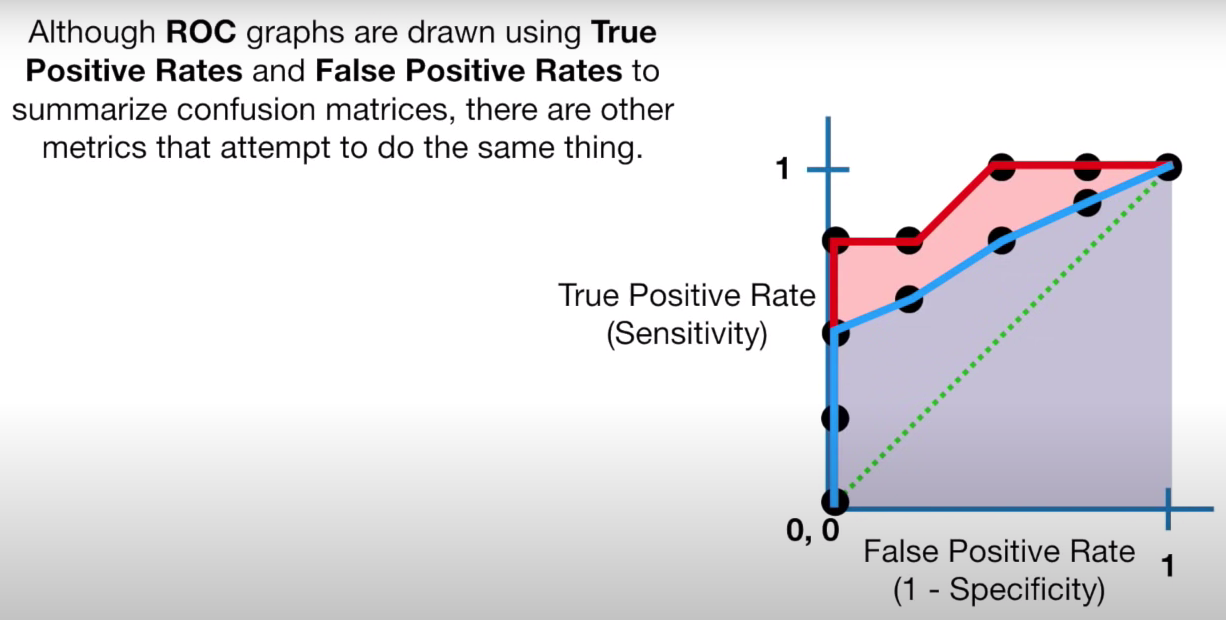 Although ROC graphs are drawn using True
Positive Rates and False Positive Rates to
summarize confusion matrices, there are other
metrics that attempt to do the same thing.
1
True Positive Rate
(Sensitivity)
0, 0
False Positive Rate
(1 - Specificity)
1